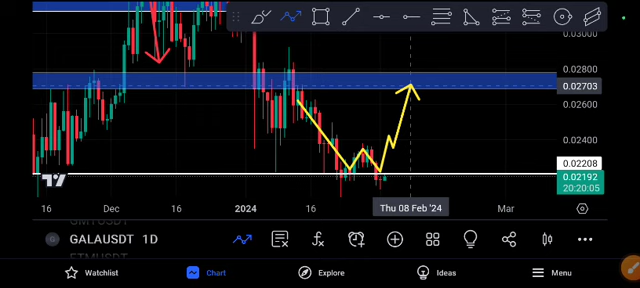 0.03000
0.02800
0.02703
0.02600
0.02400
0.02208
0.02192
20:20:05
16 Dec 16 2024 16 Thu 08 Feb '24 Mar
GALAUSDT 1D
Watchlist Chart Explore Ideas Menu